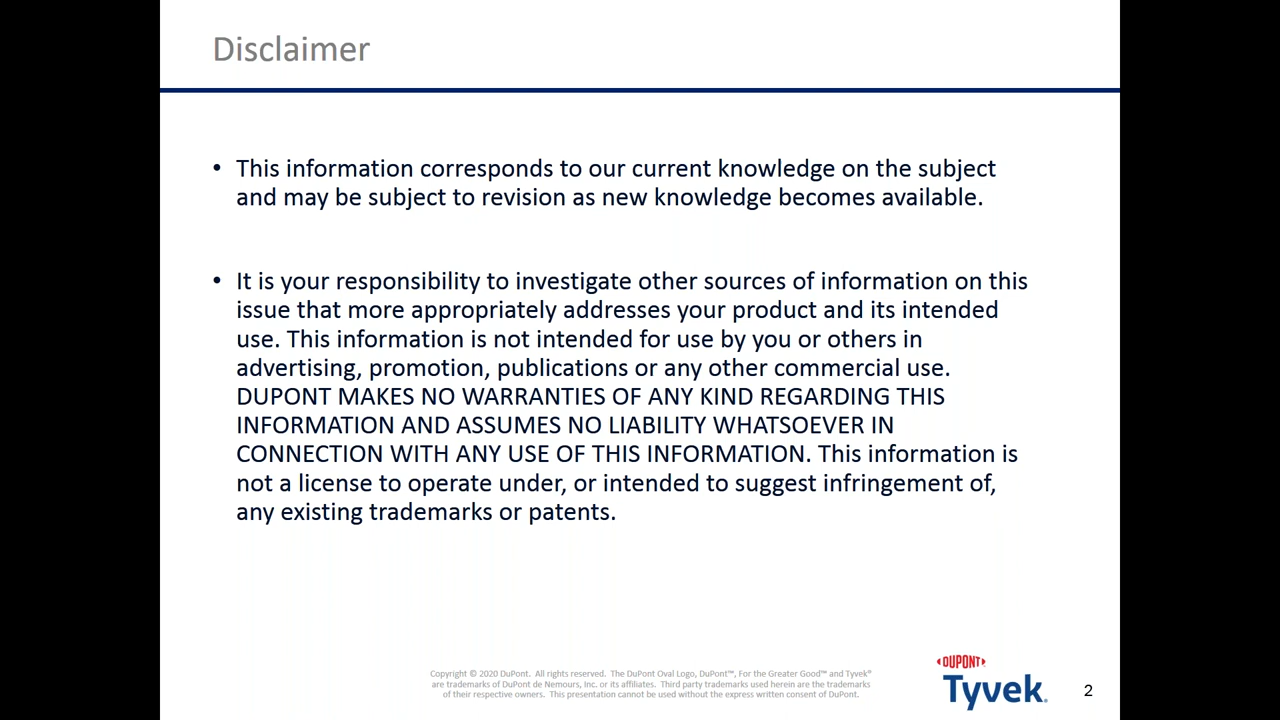 Disclaimer
• This information corresponds to our current knowledge on the subject
and may be subject to revision as new knowledge becomes available.
• It is your responsibility to investigate other sources of information on this
issue that more appropriately addresses your product and its intended
use. This information is not intended for use by you or others in
advertising, promotion, publications or any other commercial use.
DUPONT MAKES NO WARRANTIES OF ANY KIND REGARDING THIS
INFORMATION AND ASSUMES NO LIABILITY WHATSOEVER IN
CONNECTION WITH ANY USE OF THIS INFORMATION. This information is
not a license to operate under, or intended to suggest infringement of,
any existing trademarks or patents.
Copyright © 2020 DuPont. All rights reserved. The DuPont Oval Logo, DuPont™, For the Greater Good™ and Tyvek®
are trademarks of DuPont de Nemours, Inc. or its affiliates. Third party trademarks used herein are the trademarks
of their respective owners. This presentation cannot be used without the express written consent of DuPont.
DUPONT
Tyvek®
2